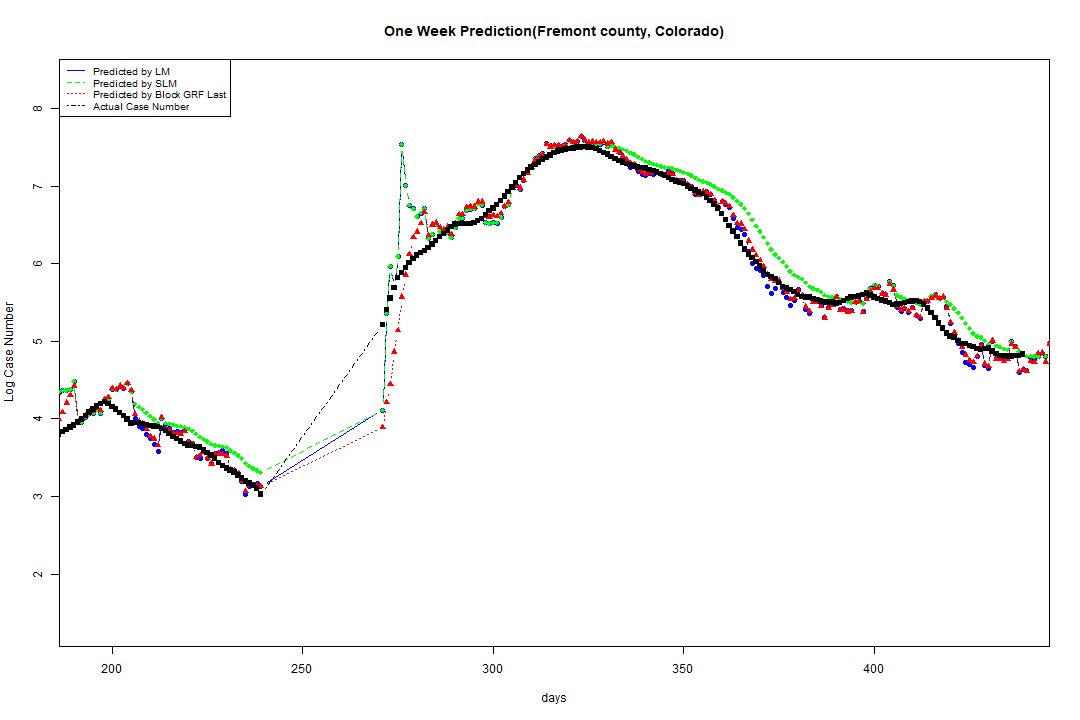 One Week Prediction(Fremont county, Colorado)
Predicted by LM
Predicted by SLM
Predicted by Block GRF Last
Actual Case Number
8
7
6
5
4
3
2
Log Case Number
200 250 300 350 400
days